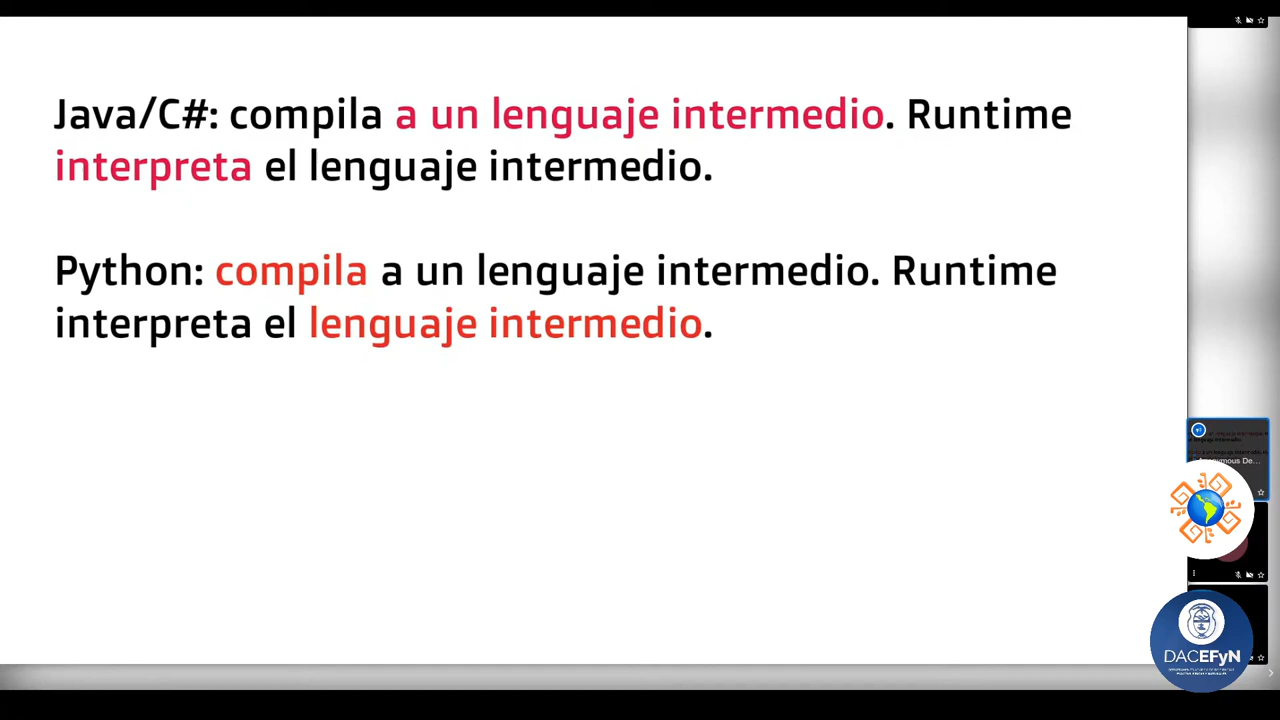 Java/C#: compila a un lenguaje intermedio. Runtime
interpreta el lenguaje intermedio.
Python: compila a un lenguaje intermedio. Runtime
interpreta el lenguaje intermedio.
DACEFyN